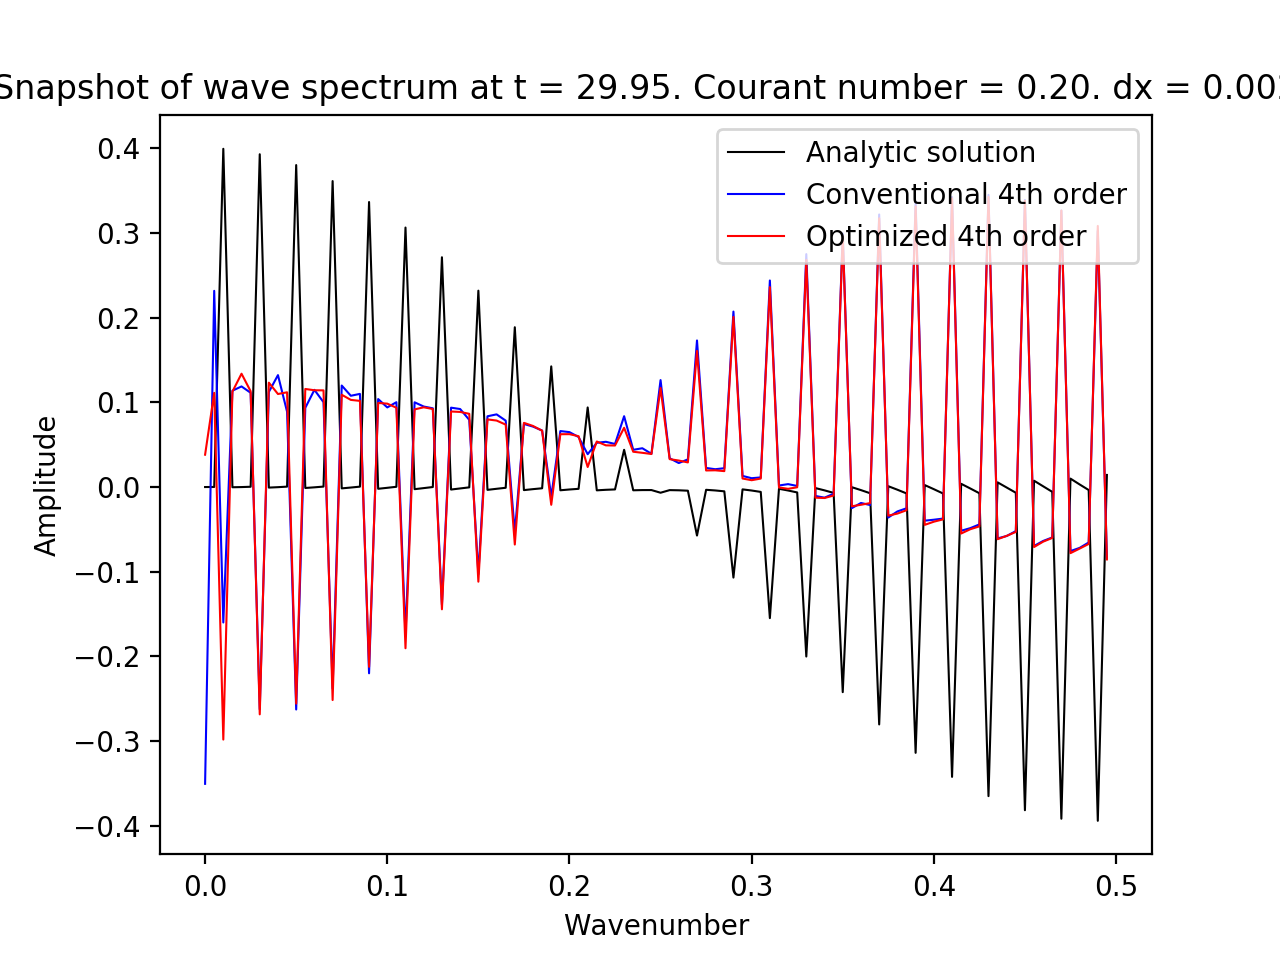 Snapshot of wave spectrum at t = 29.95. Courant number = 0.20. dx = 0.00
Analytic solution
Conventional 4th order
Optimized 4th order
0.4
0.3
0.2
0.1
0.0
−0.1
−0.2
−0.3
−0.4
Amplitude
0.0 0.1 0.2 0.3 0.4 0.5
Wavenumber